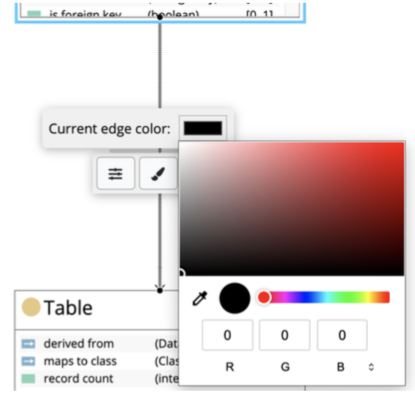 is foreign key (boolean) [0..1]
Current edge color:
Table
derived from (Dat
maps to class (Clas
record count (inte
0 0 0
R G B